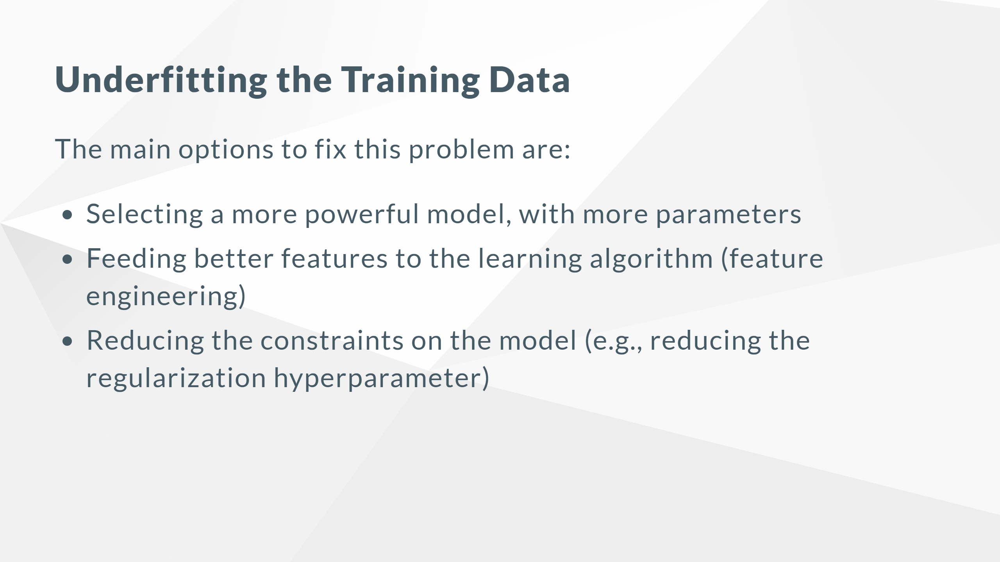 Underfitting the Training Data
The main options to fix this problem are:
• Selecting a more powerful model, with more parameters
• Feeding better features to the learning algorithm (feature
engineering)
• Reducing the constraints on the model (e.g., reducing the
regularization hyperparameter)